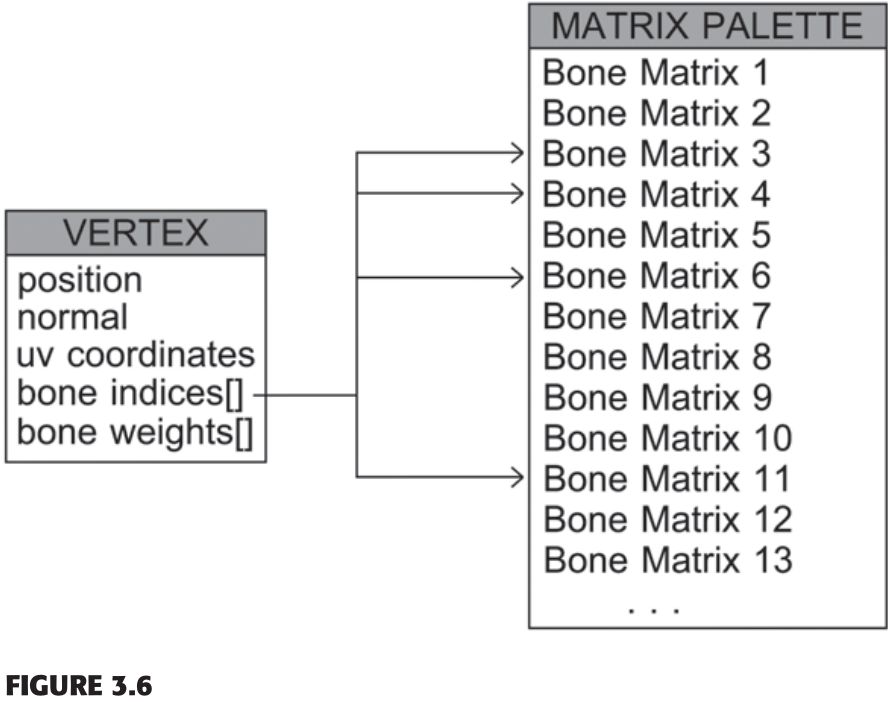 MATRIX PALETTE
Bone Matrix 1
Bone Matrix 2
Bone Matrix 3
Bone Matrix 4
Bone Matrix 5
Bone Matrix 6
Bone Matrix 7
Bone Matrix 8
Bone Matrix 9
Bone Matrix 10
Bone Matrix 11
Bone Matrix 12
Bone Matrix 13
. . .
VERTEX
position
normal
uv coordinates
bone indices[]
bone weights[]
FIGURE 3.6